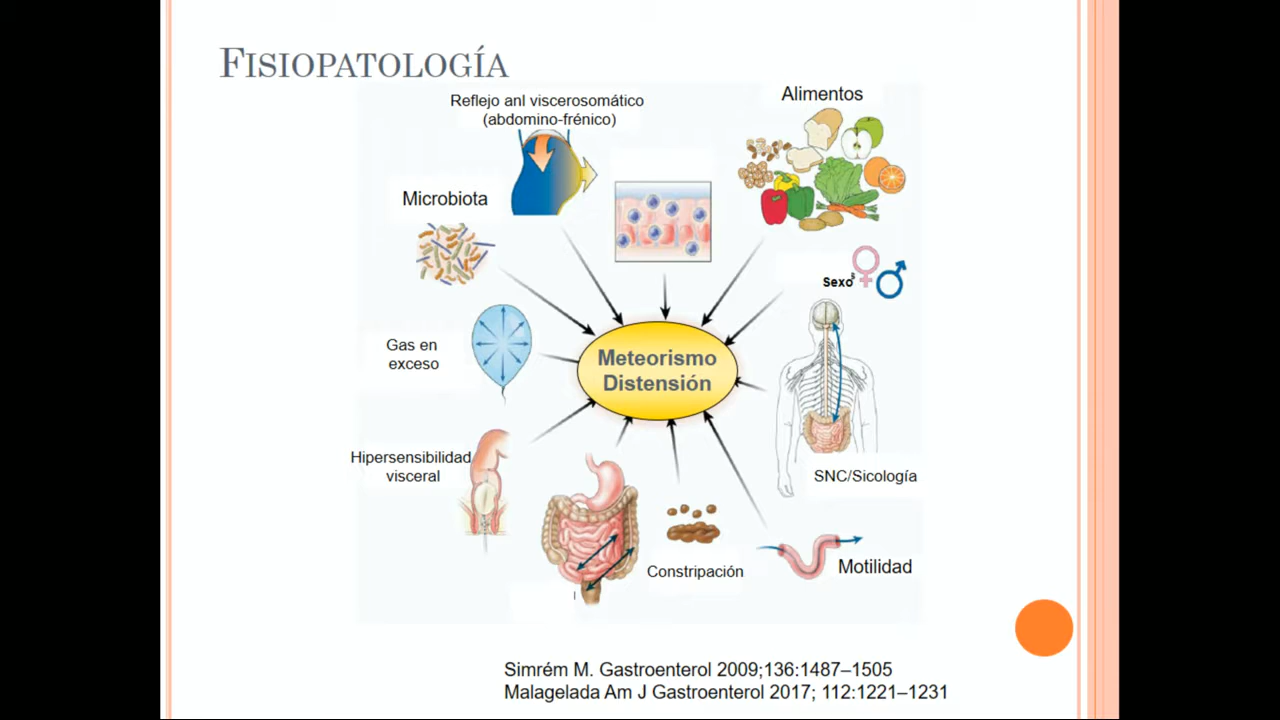 FISIOPATOLOGÍA
Reflejo anl viscerosomático
(abdomino-frénico)
Alimentos
Microbiota
Sexo
Gas en
exceso
Meteorismo
Distensión
Hipersensibilidad
visceral
SNC/Sicología
Constripación
Motilidad
Simrém M. Gastroenterol 2009;136:1487–1505
Malagelada Am J Gastroenterol 2017; 112:1221–1231